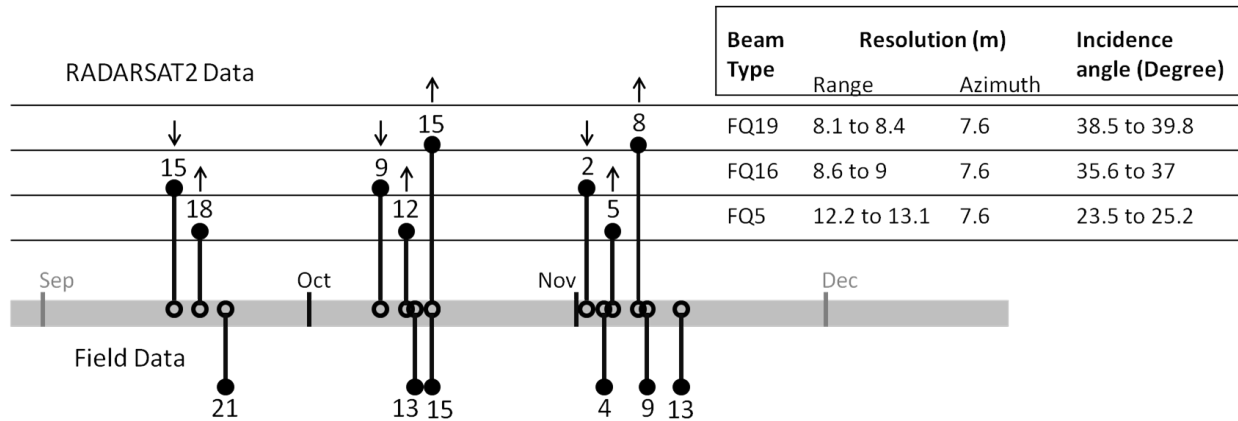 Beam Resolution (m) Incidence
Type Range Azimuth angle (Degree)
RADARSAT2 Data
15 8 FQ19 8.1 to 8.4 7.6 38.5 to 39.8
15 9 2 FQ16 8.6 to 9 7.6 35.6 to 37
18 12 5 FQ5 12.2 to 13.1 7.6 23.5 to 25.2
Sep Oct Nov Dec
Field Data
21 13 15 4 9 13